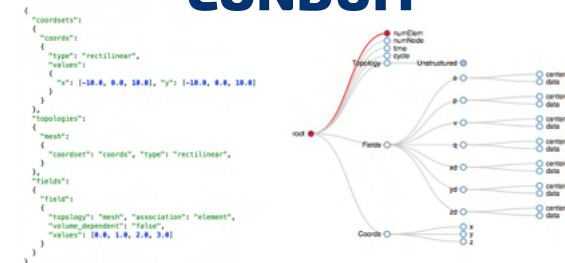 CONDUIT
{
"coordsets":
{
"coords":
{
"type": "rectilinear",
"values":
{
"x": [-10.0, 0.0, 10.0], "y": [-10.0, 0.0, 10.0]
}
}
},
"topologies":
{
"mesh":
{
"coordset": "coords", "type": "rectilinear",
}
},
"fields":
{
"field":
{
"topology": "mesh", "association": "element",
"volume_dependent": "false",
"values": [0.0, 1.0, 2.0, 3.0]
}
}
}
numElem
numNode
time
cycle
Topology
Unstructured
root
Fields
e
center
data
p
center
data
v
center
data
q
center
data
xd
center
data
yd
center
data
zd
center
data
Coords
x
y
z